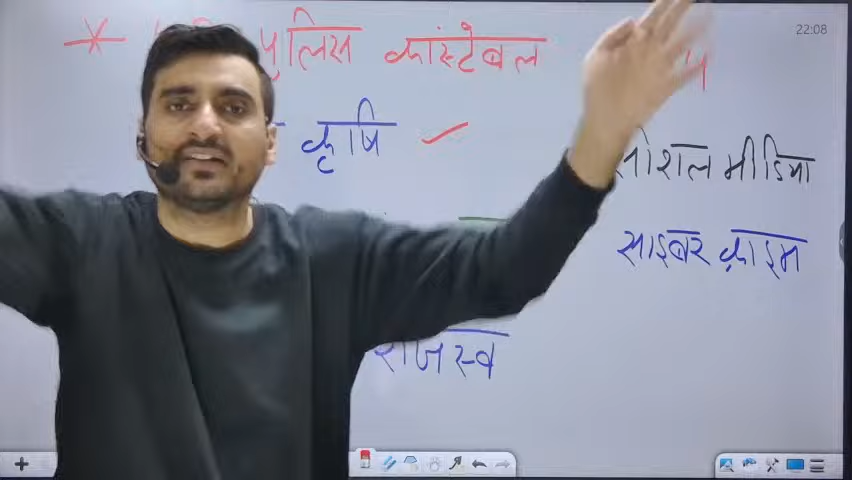 22:08
पुलिस कांस्टेबल
कृषि
सोशल मीडिया
साइबर क्राइम
राजस्व